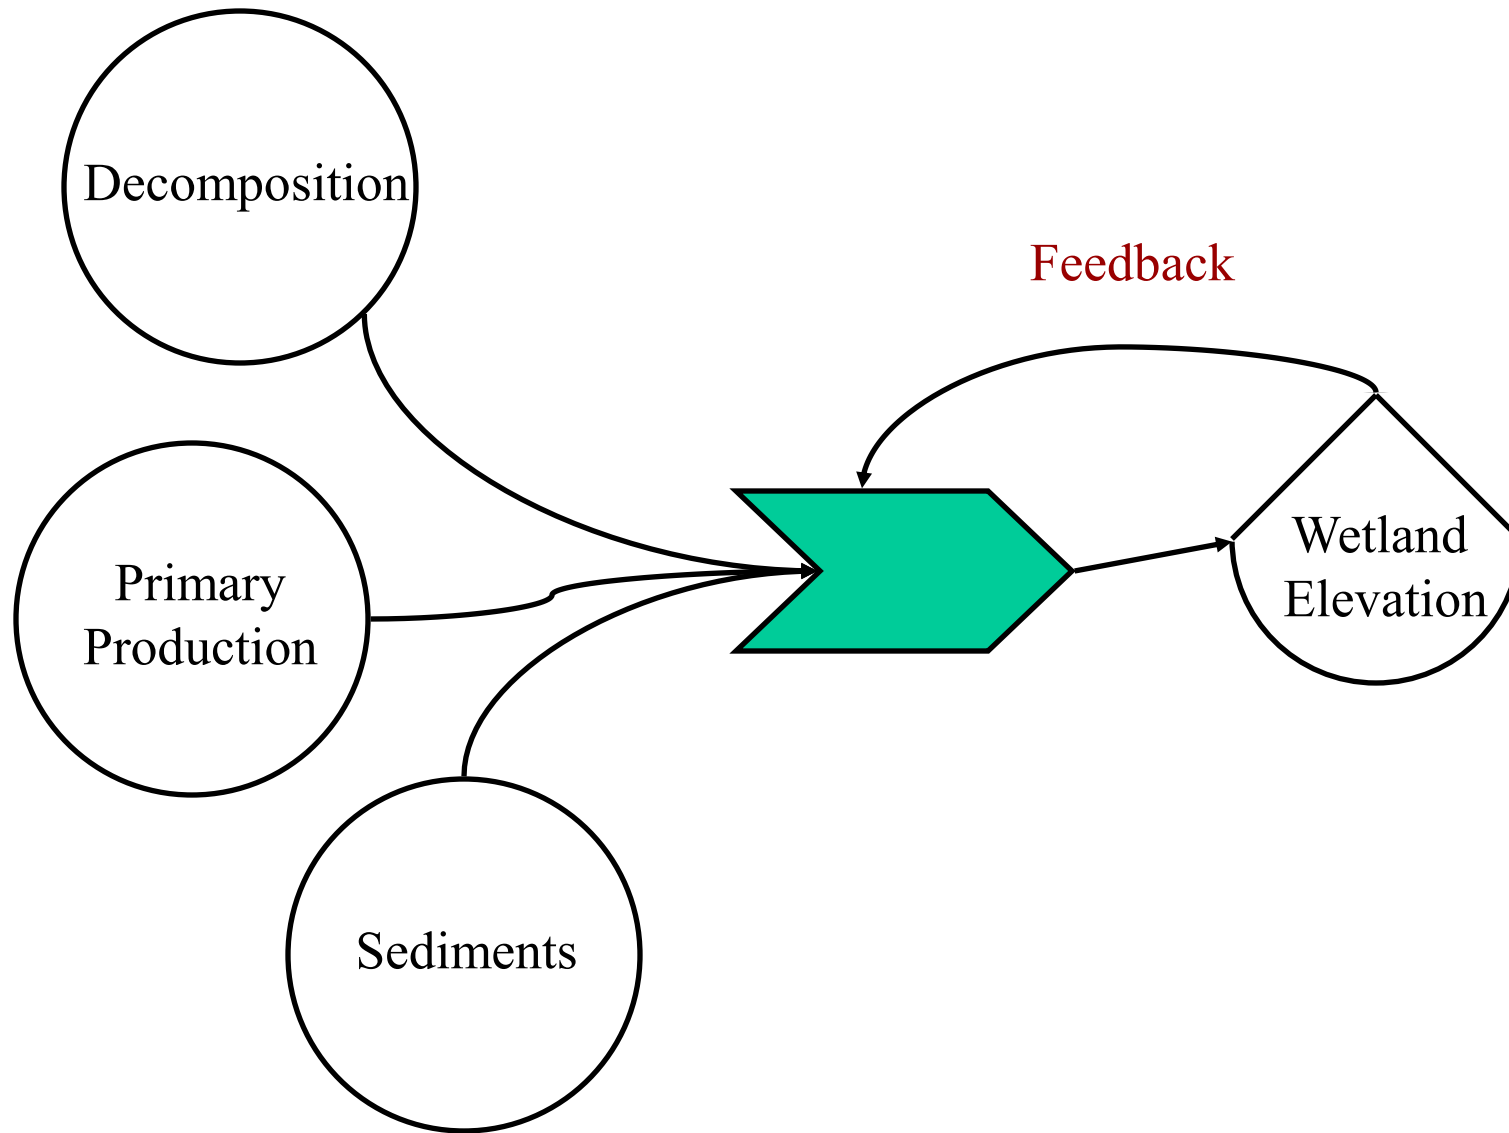 Decomposition
Feedback
Primary
Production
Wetland
Elevation
Sediments